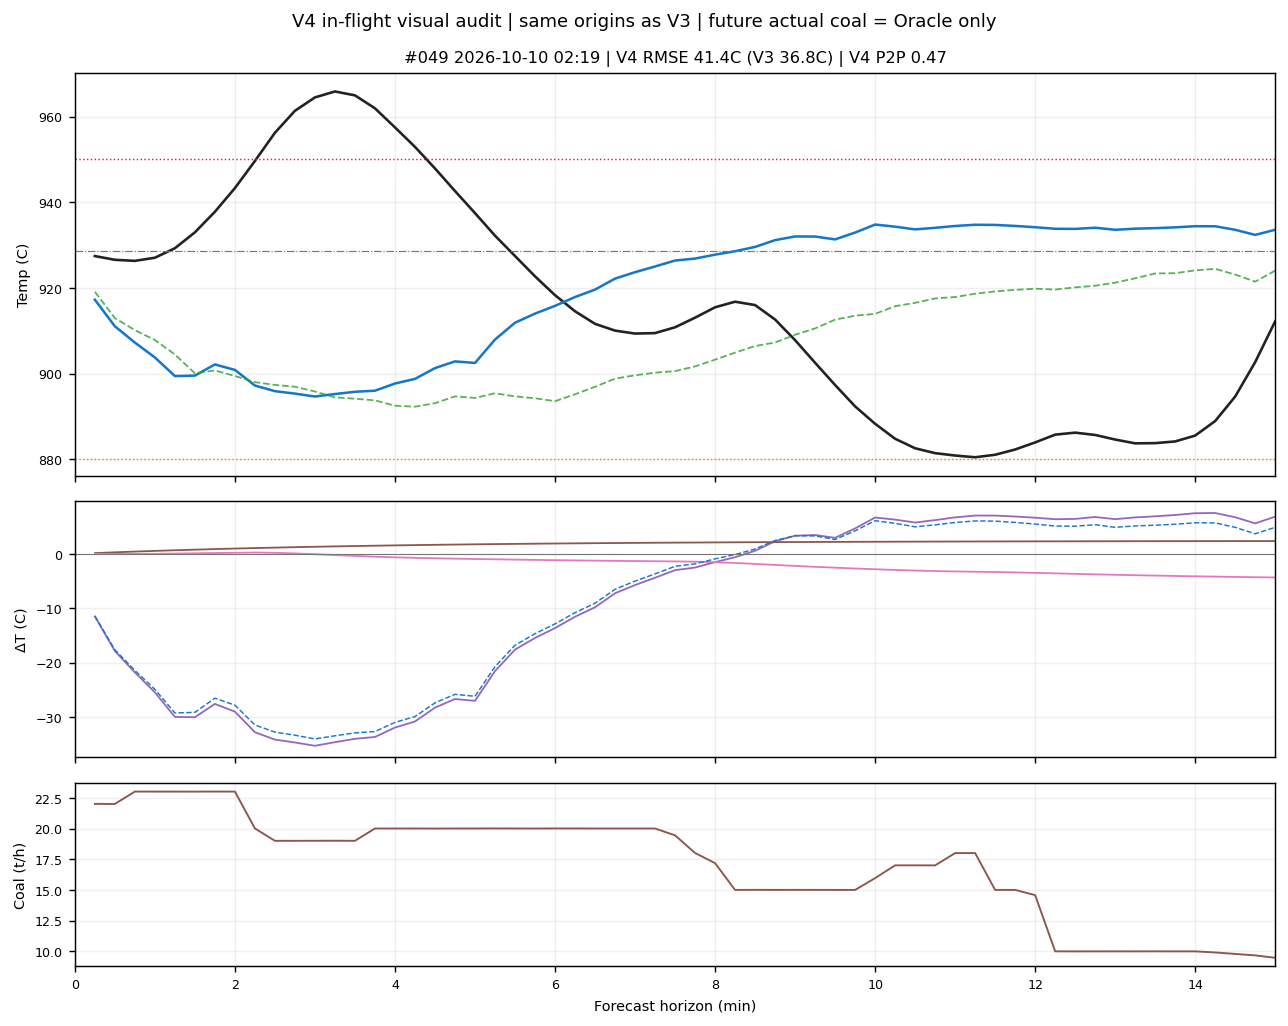 V4 in-flight visual audit | same origins as V3 | future actual coal = Oracle only
#049 2026-10-10 02:19 | V4 RMSE 41.4C (V3 36.8C) | V4 P2P 0.47
Temp (C)
960
940
920
900
880
ΔT (C)
0
−10
−20
−30
Coal (t/h)
22.5
20.0
17.5
15.0
12.5
10.0
0 2 4 6 8 10 12 14
Forecast horizon (min)